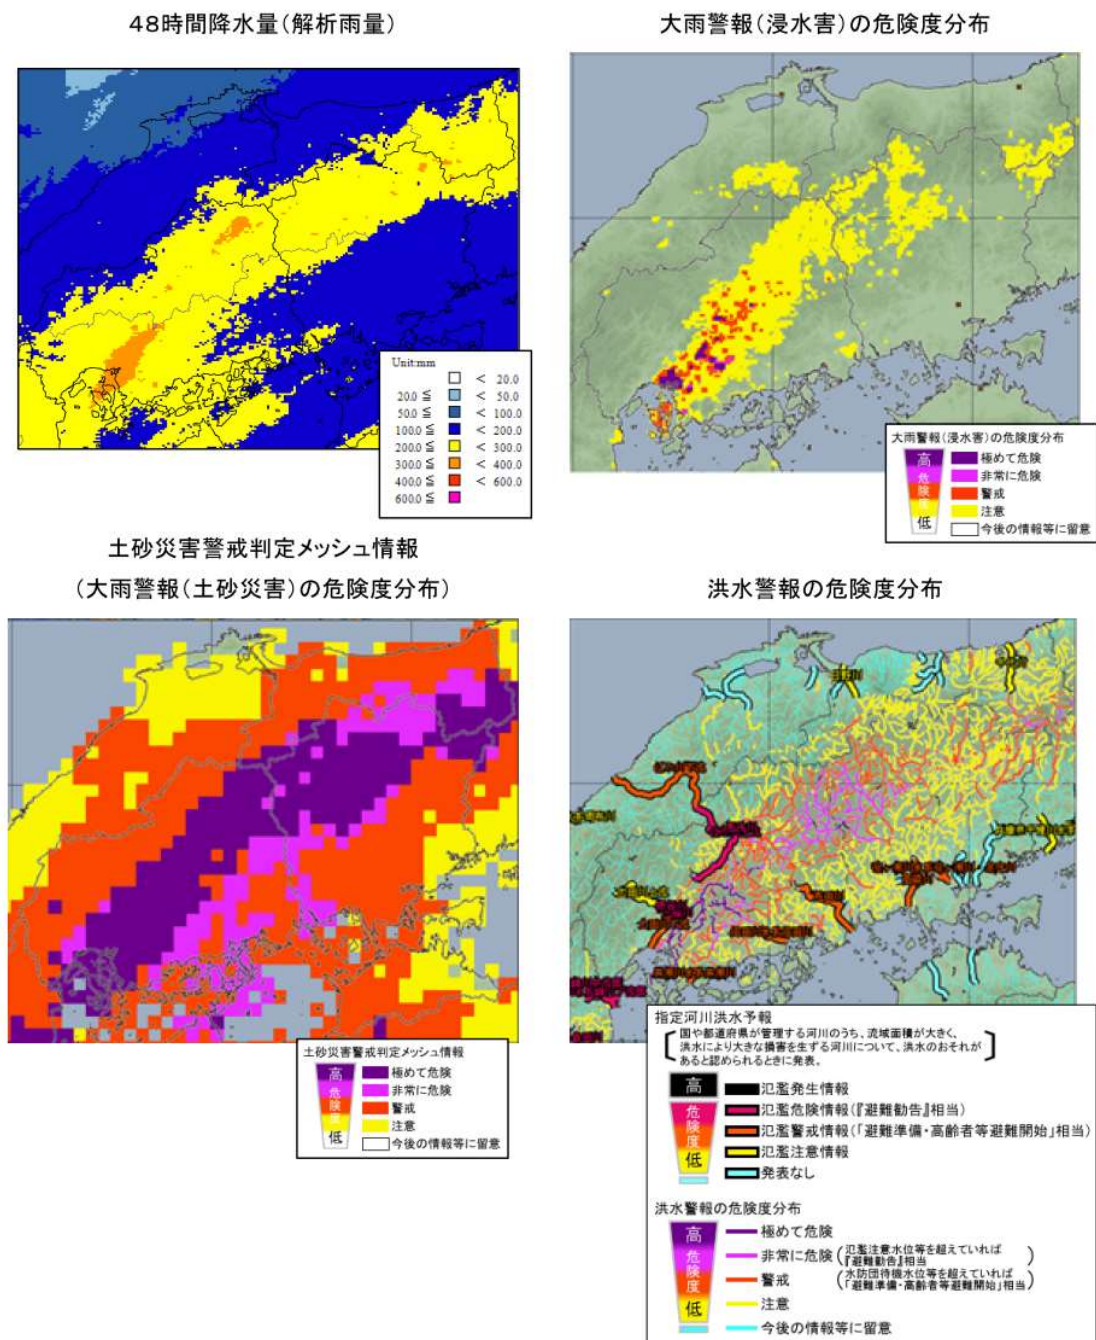 48時間降水量(解析雨量)
大雨警報(浸水害)の危険度分布
Unit:mm
< 20.0
20.0 ≦ < 50.0
50.0 ≦ < 100.0
100.0 ≦ < 200.0
200.0 ≦ < 300.0
300.0 ≦ < 400.0
400.0 ≦ < 600.0
600.0 ≦
大雨警報(浸水害)の危険度分布
高
危険度
低
極めて危険
非常に危険
警戒
注意
今後の情報等に留意
土砂災害警戒判定メッシュ情報
(大雨警報(土砂災害)の危険度分布)
洪水警報の危険度分布
土砂災害警戒判定メッシュ情報
高
危険度
低
極めて危険
非常に危険
警戒
注意
今後の情報等に留意
指定河川洪水予報
国や都道府県が管理する河川のうち、流域面積が大きく、
洪水により大きな損害を生する河川について、洪水のおそれが
あると認められるときに発表。
高
危険度
低
氾濫発生情報
氾濫危険情報(『避難勧告』相当)
氾濫警戒情報(「避難準備・高齢者等避難開始」相当)
氾濫注意情報
発表なし
洪水警報の危険度分布
高
危険度
低
極めて危険
非常に危険(氾濫注意水位等を超えていれば
『避難勧告』相当)
警戒(水防団待機水位等を超えていれば
「避難準備・高齢者等避難開始」相当)
注意
今後の情報等に留意